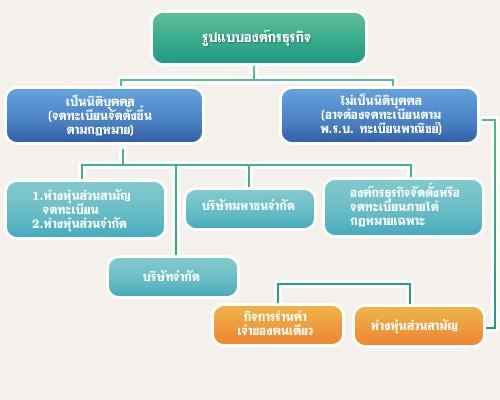 รูปแบบองค์กรธุรกิจ
เป็นนิติบุคคล
(จดทะเบียนจัดตั้งขึ้น
ตามกฎหมาย)
ไม่เป็นนิติบุคคล
(อาจต้องจดทะเบียนตาม
พ.ร.บ. ทะเบียนพาณิชย์)
1.ห้างหุ้นส่วนสามัญ
จดทะเบียน
2.ห้างหุ้นส่วนจำกัด
บริษัทมหาชนจำกัด
องค์กรธุรกิจจัดตั้งหรือ
จดทะเบียนภายใต้
กฎหมายเฉพาะ
บริษัทจำกัด
กิจการร้านค้า
เจ้าของคนเดียว
ห้างหุ้นส่วนสามัญ